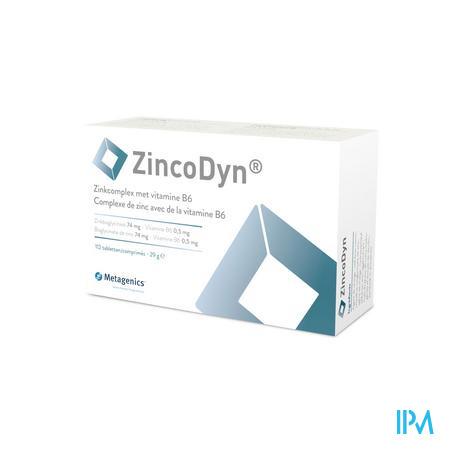 ZincoDyn®
Zinkcomplex met vitamine B6
Complexe de zinc avec de la vitamine B6
Zinkbisglycinaat 74 mg - Vitamine B6 0,5 mg
Bisglycinate de zinc 74 mg - Vitamine B6 0,5 mg
112 tabletten/comprimés - 29 g e
Metagenics
ZincoDyn
IPM